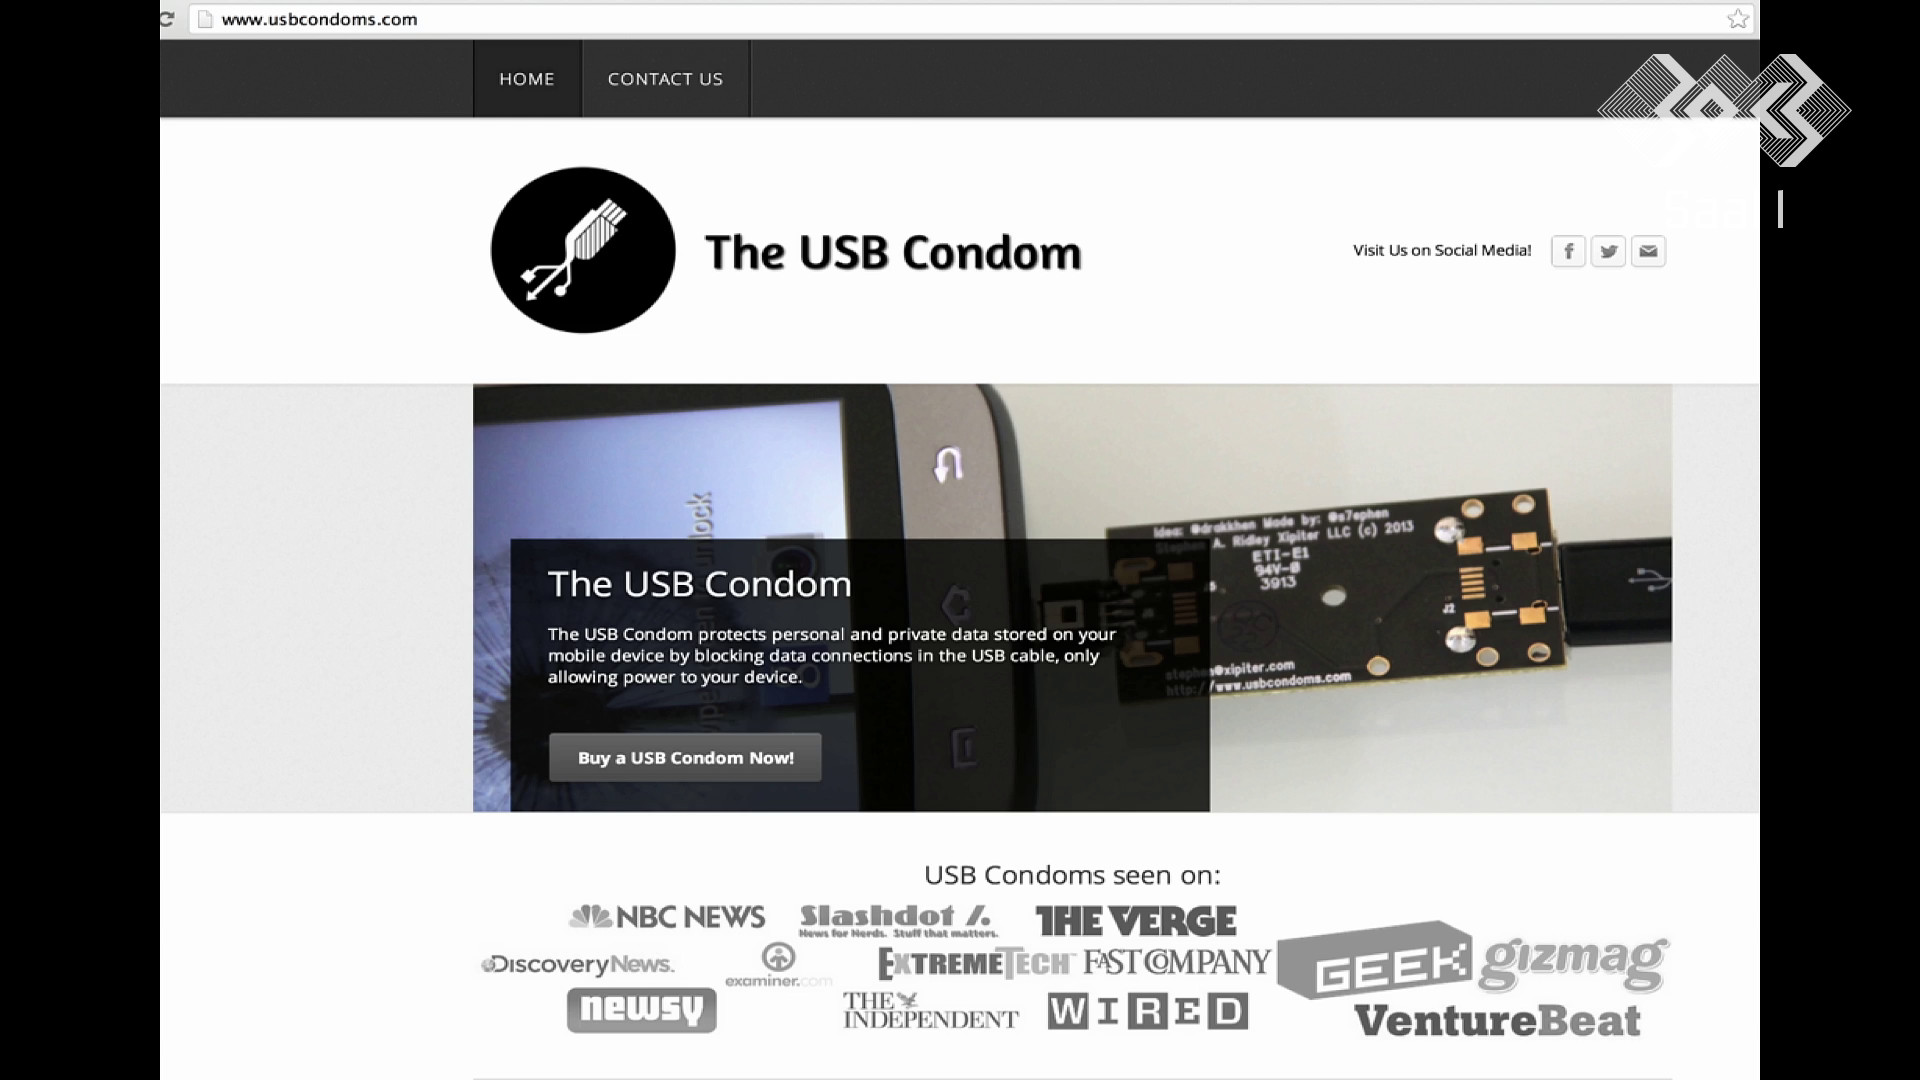 www.usbcondoms.com
HOME
CONTACT US
The USB Condom
Visit Us on Social Media!
Saal 1
Idea: @drakkhen Made by: @s7ephen
Stephen A. Ridley Xipiter LLC (c) 2013
ETI-E1
94V-0
3913
J2
stephen@xipiter.com
http://www.usbcondoms.com
The USB Condom
The USB Condom protects personal and private data stored on your
mobile device by blocking data connections in the USB cable, only
allowing power to your device.
Buy a USB Condom Now!
USB Condoms seen on:
NBC NEWS
Slashdot /.
News for Nerds. Stuff that matters.
THE VERGE
DiscoveryNews.
examiner.com
EXTREMETECH
FAST COMPANY
GEEK
gizmag
newsy
THE INDEPENDENT
WIRED
VentureBeat